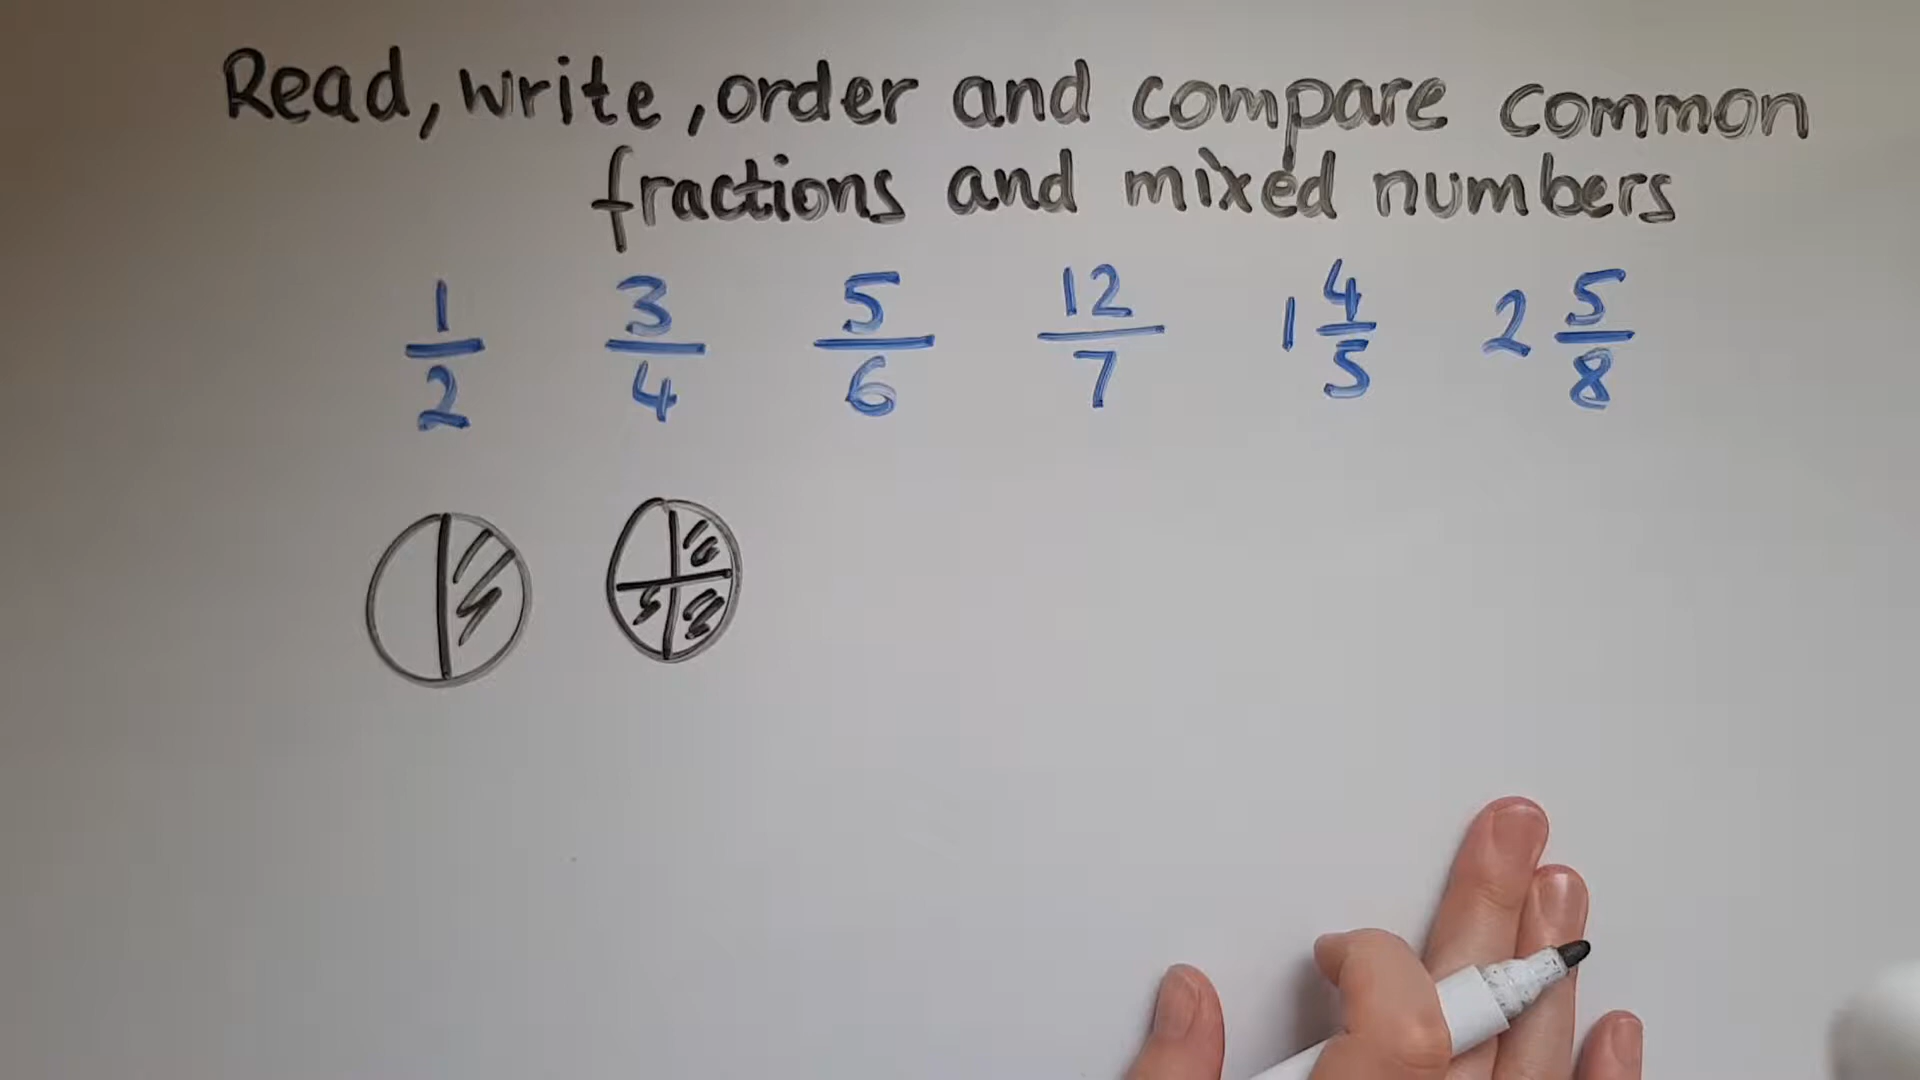 Read, write, order and compare common
fractions and mixed numbers
1/2 3/4 5/6 12/7 1 4/5 2 5/8